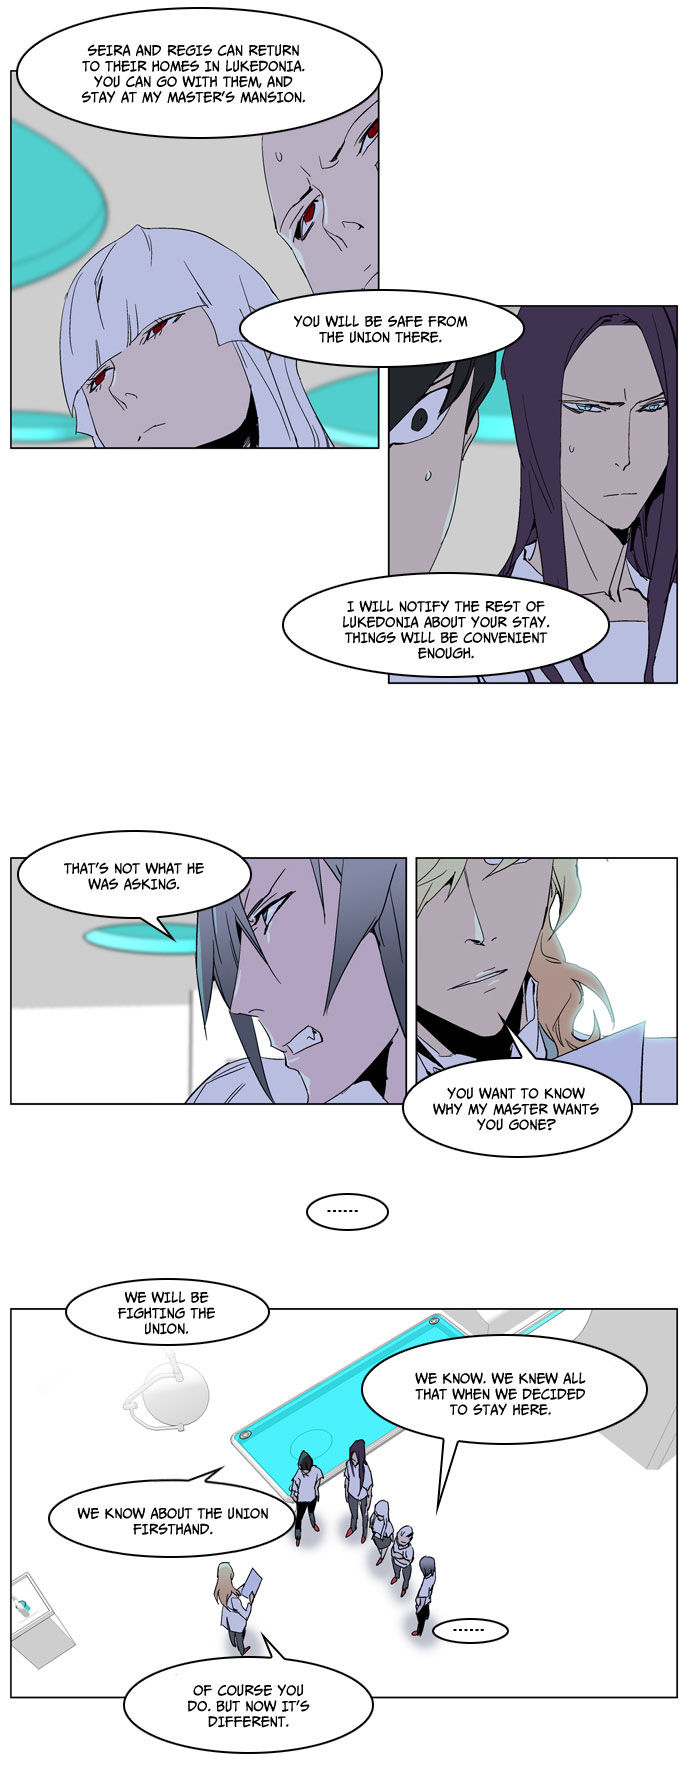 SEIRA AND REGIS CAN RETURN
TO THEIR HOMES IN LUKEDONIA.
YOU CAN GO WITH THEM, AND
STAY AT MY MASTER'S MANSION.
YOU WILL BE SAFE FROM
THE UNION THERE.
I WILL NOTIFY THE REST OF
LUKEDONIA ABOUT YOUR STAY.
THINGS WILL BE CONVENIENT
ENOUGH.
THAT'S NOT WHAT HE
WAS ASKING.
YOU WANT TO KNOW
WHY MY MASTER WANTS
YOU GONE?
......
WE WILL BE
FIGHTING THE
UNION.
WE KNOW. WE KNEW ALL
THAT WHEN WE DECIDED
TO STAY HERE.
WE KNOW ABOUT THE UNION
FIRSTHAND.
......
OF COURSE YOU
DO. BUT NOW IT'S
DIFFERENT.